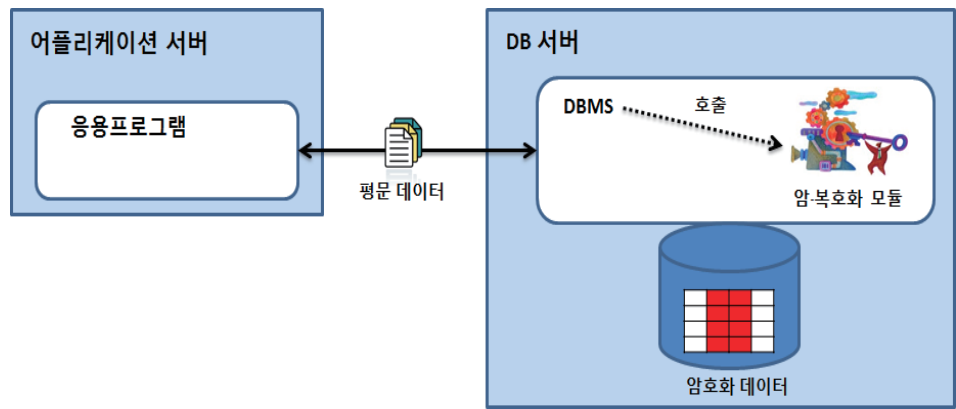 어플리케이션 서버
응용프로그램
평문 데이터
DB 서버
DBMS
호출
암·복호화 모듈
암호화 데이터